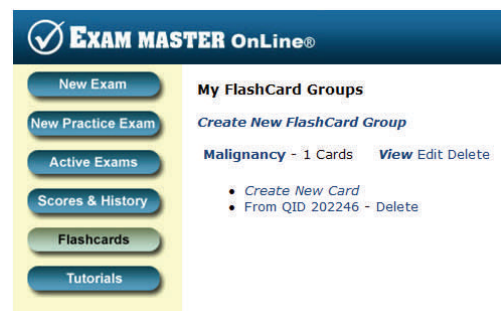 EXAM MASTER OnLine®
New Exam
New Practice Exam
Active Exams
Scores & History
Flashcards
Tutorials
My FlashCard Groups
Create New FlashCard Group
Malignancy - 1 Cards View Edit Delete
• Create New Card
• From QID 202246 - Delete